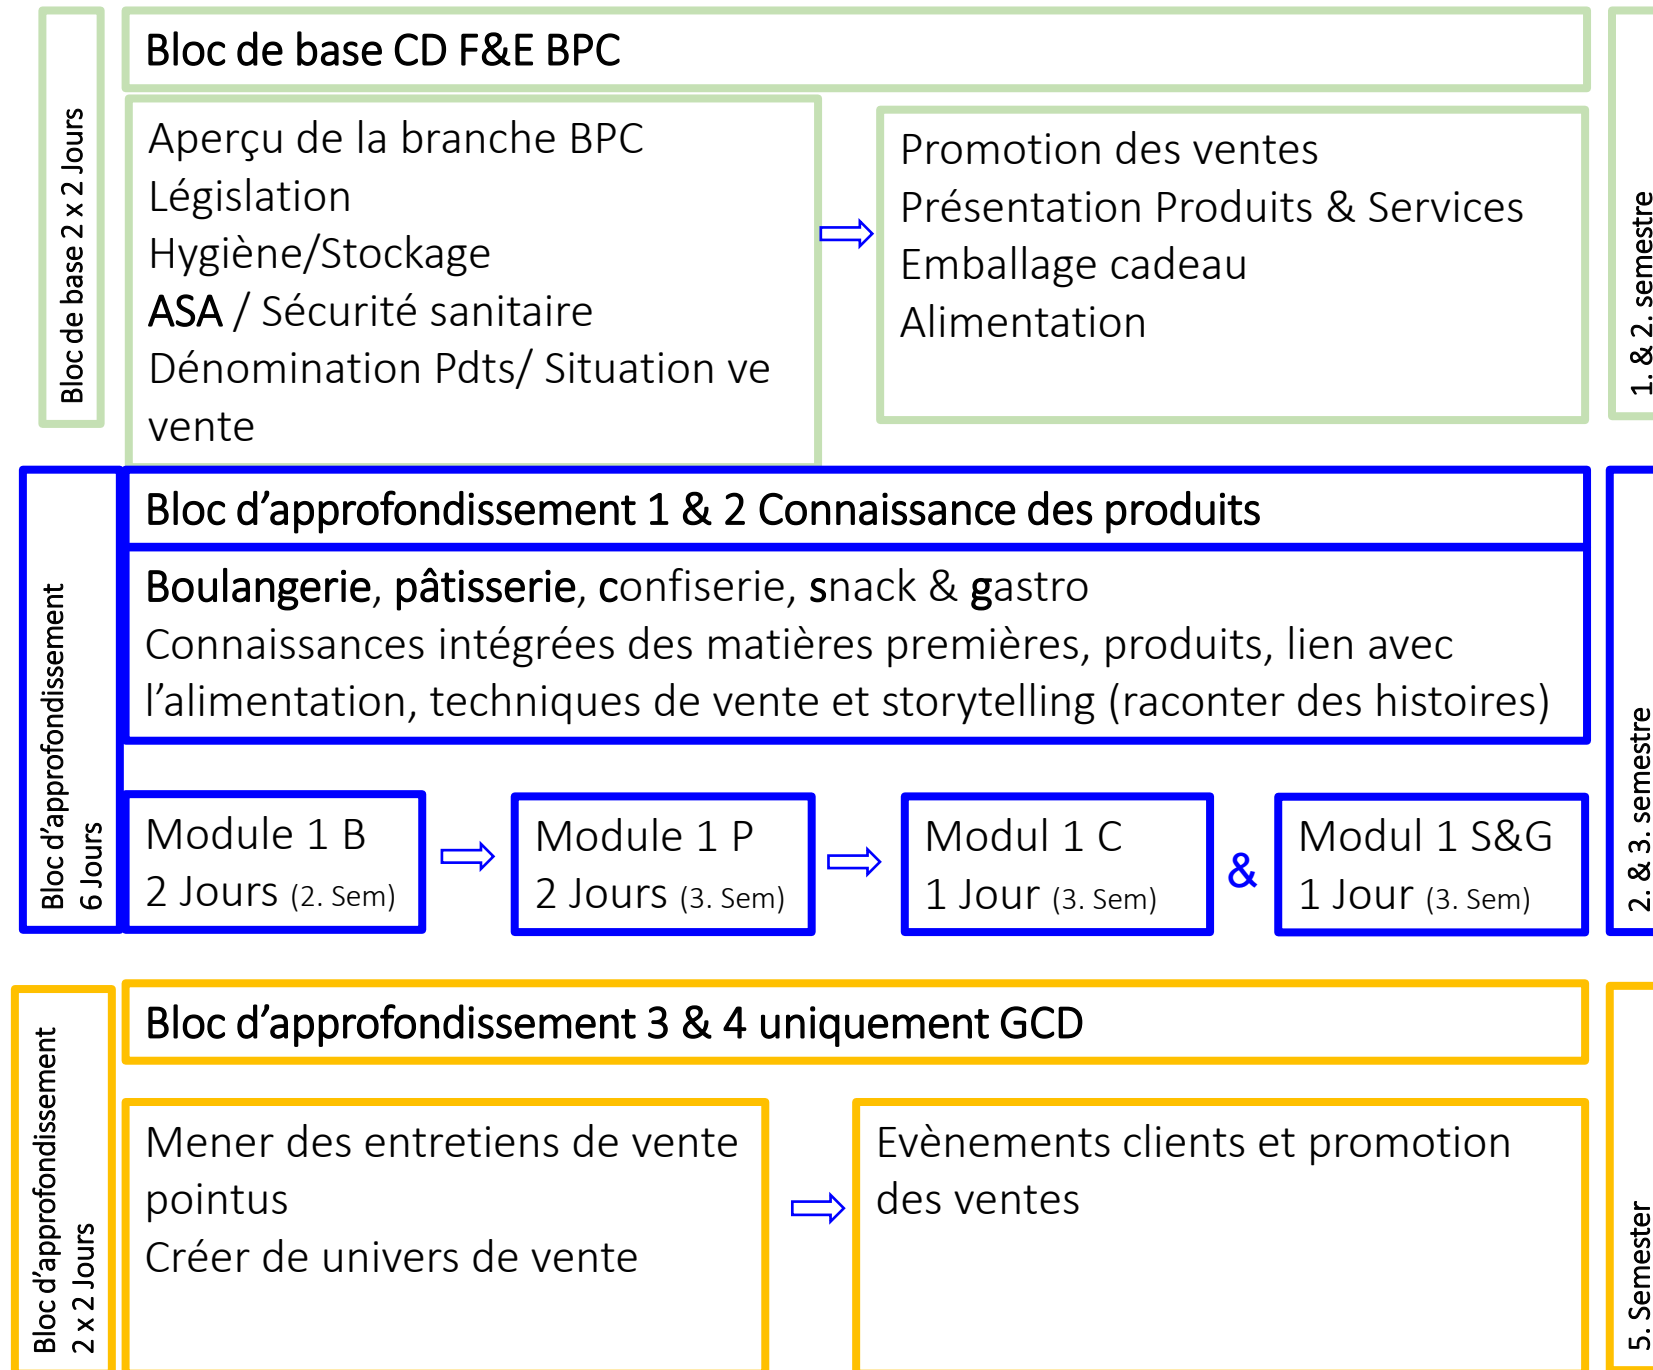 Bloc de base 2 x 2 Jours
Bloc de base CD F&E BPC
Aperçu de la branche BPC
Législation
Hygiène/Stockage
ASA / Sécurité sanitaire
Dénomination Pdts/ Situation ve
vente
Promotion des ventes
Présentation Produits & Services
Emballage cadeau
Alimentation
1. & 2. semestre
Bloc d’approfondissement
6 Jours
Bloc d’approfondissement 1 & 2 Connaissance des produits
Boulangerie, pâtisserie, confiserie, snack & gastro
Connaissances intégrées des matières premières, produits, lien avec
l’alimentation, techniques de vente et storytelling (raconter des histoires)
Module 1 B
2 Jours (2. Sem)
Module 1 P
2 Jours (3. Sem)
Modul 1 C
1 Jour (3. Sem)
&
Modul 1 S&G
1 Jour (3. Sem)
2. & 3. semestre
Bloc d’approfondissement
2 x 2 Jours
Bloc d’approfondissement 3 & 4 uniquement GCD
Mener des entretiens de vente
pointus
Créer de univers de vente
Evènements clients et promotion
des ventes
5. Semester